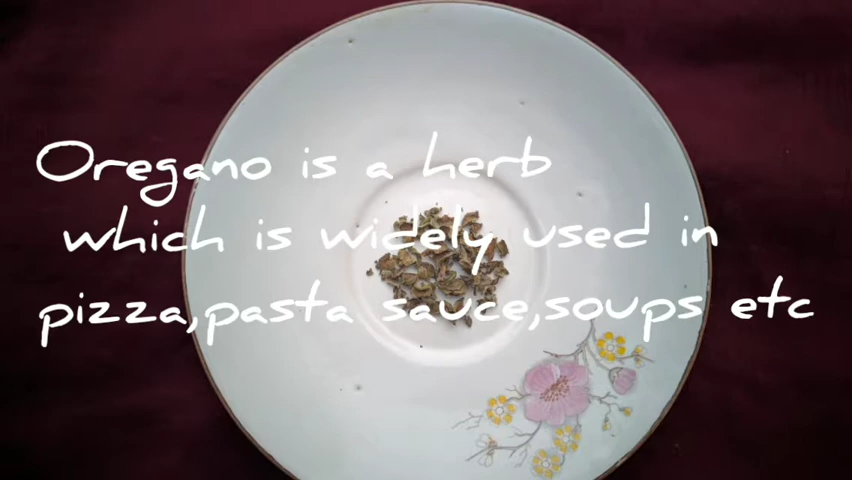 Oregano is a herb
which is widely used in
pizza,pasta sauce,soups etc